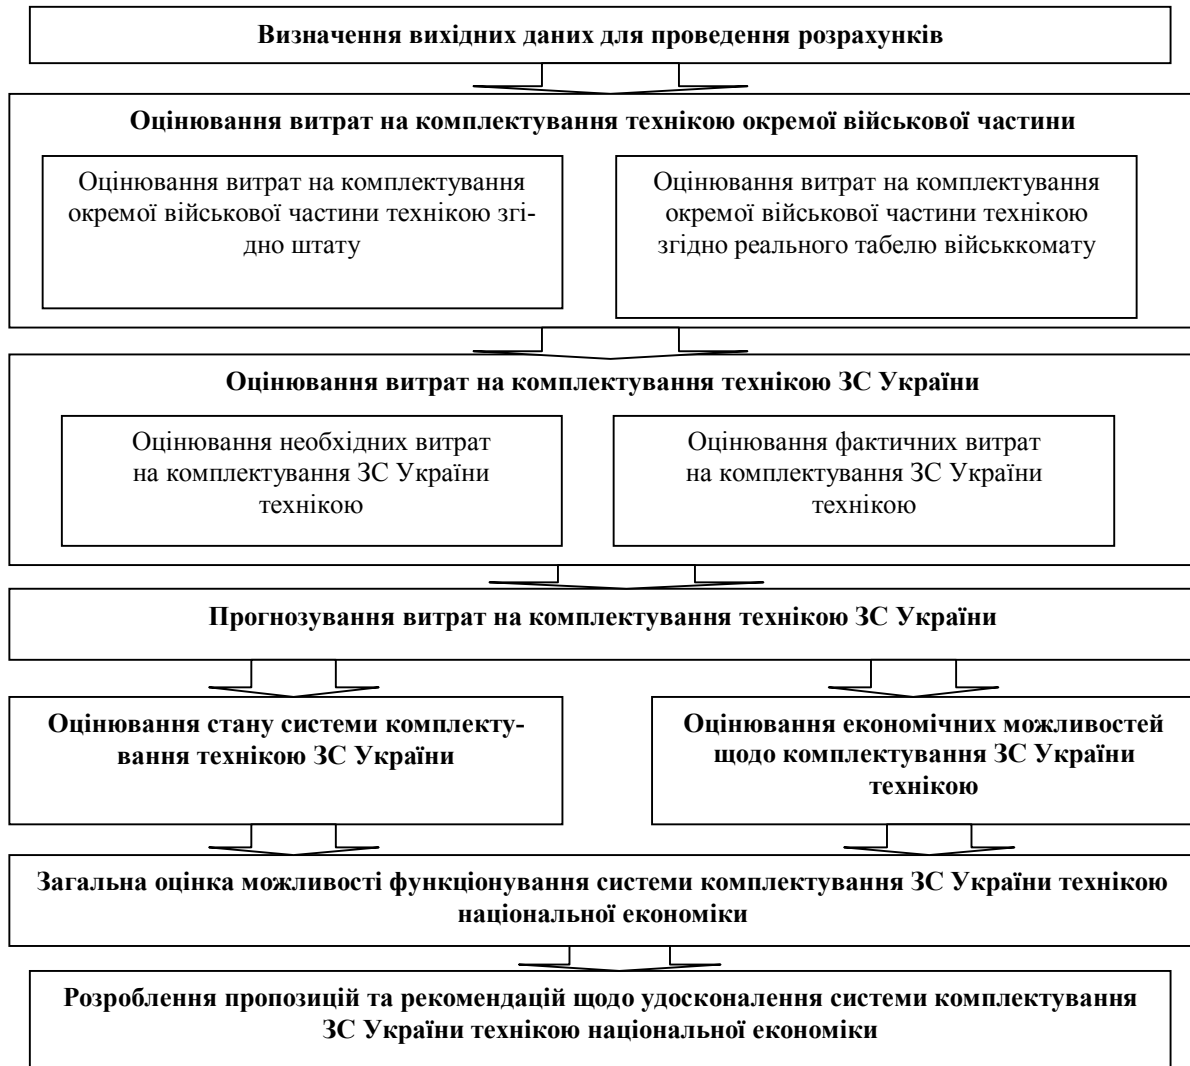 Визначення вихідних даних для проведення розрахунків
Оцінювання витрат на комплектування технікою окремої військової частини
Оцінювання витрат на комплектування
окремої військової частини технікою згі-
дно штату
Оцінювання витрат на комплектування
окремої військової частини технікою
згідно реального табелю військкомату
Оцінювання витрат на комплектування технікою ЗС України
Оцінювання необхідних витрат
на комплектування ЗС України
технікою
Оцінювання фактичних витрат
на комплектування ЗС України
технікою
Прогнозування витрат на комплектування технікою ЗС України
Оцінювання стану системи комплекту-
вання технікою ЗС України
Оцінювання економічних можливостей
щодо комплектування ЗС України
технікою
Загальна оцінка можливості функціонування системи комплектування ЗС України технікою
національної економіки
Розроблення пропозицій та рекомендацій щодо удосконалення системи комплектування
ЗС України технікою національної економіки